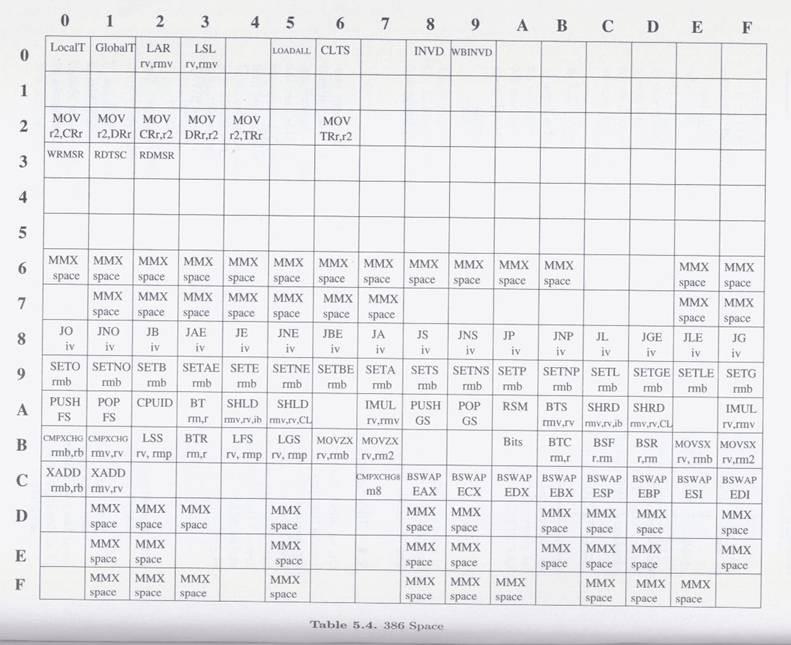 0 1 2 3 4 5 6 7 8 9 A B C D E F
0 LocalT GlobalT LAR LSL LOADALL CLTS INVD WBINVD
rv,rmv rv,rmv
1
2 MOV MOV MOV MOV MOV MOV
r2,CRr r2,DRr CRr,r2 DRr,r2 r2,TRr TRr,r2
3 WRMSR RDTSC RDMSR
4
5
6 MMX MMX MMX MMX MMX MMX MMX MMX MMX MMX MMX MMX MMX MMX
space space space space space space space space space space space space space space
7 MMX MMX MMX MMX MMX MMX MMX MMX MMX
space space space space space space space space space
8 JO JNO JB JAE JE JNE JBE JA JS JNS JP JNP JL JGE JLE JG
iv iv iv iv iv iv iv iv iv iv iv iv iv iv iv iv
9 SETO SETNO SETB SETAE SETE SETNE SETBE SETA SETS SETNS SETP SETNP SETL SETGE SETLE SETG
rmb rmb rmb rmb rmb rmb rmb rmb rmb rmb rmb rmb rmb rmb rmb rmb
A PUSH POP CPUID BT SHLD SHLD IMUL PUSH POP RSM BTS SHRD SHRD IMUL
FS FS rm,r rmv,rv,ib rmv,rv,CL rv,rmv GS GS rmv,rv rmv,rv,ib rmv,rv,CL rv,rmv
B CMPXCHG CMPXCHG LSS BTR LFS LGS MOVZX MOVZX Bits BTC BSF BSR MOVSX MOVSX
rmb,rb rmv,rv rv, rmp rm,r rv, rmp rv, rmp rv,rmb rv,rm2 rm,r r.rm r,rm rv, rmb rv,rm2
C XADD XADD CMPXCHG8 BSWAP BSWAP BSWAP BSWAP BSWAP BSWAP BSWAP BSWAP
rmb,rb rmv,rv m8 EAX ECX EDX EBX ESP EBP ESI EDI
D MMX MMX MMX MMX MMX MMX MMX MMX MMX MMX
space space space space space space space space space space
E MMX MMX MMX MMX MMX MMX MMX MMX MMX
space space space space space space space space space
F MMX MMX MMX MMX MMX MMX MMX MMX MMX MMX
space space space space space space space space space space
Table 5.4. 386 Space